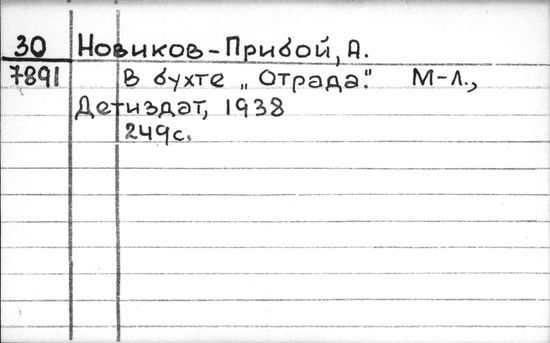 30 Новиков-Прибой, А.
7891 В бухте „Отрада". М-Л.,
Детиздат, 1938
249с.